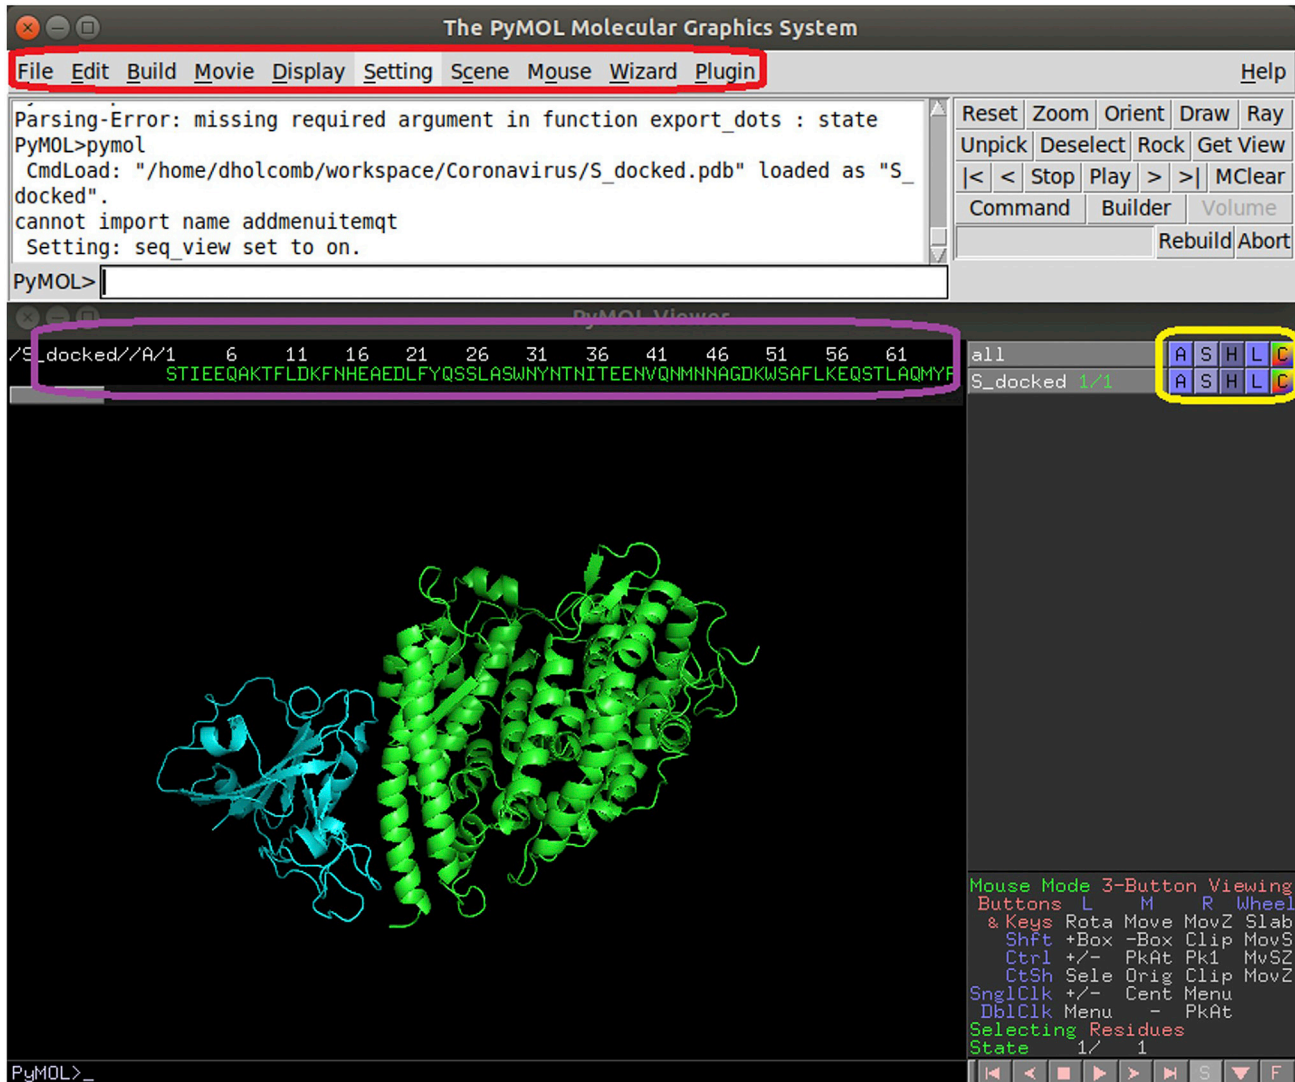 The PyMOL Molecular Graphics System
File Edit Build Movie Display Setting Scene Mouse Wizard Plugin Help
Parsing-Error: missing required argument in function export_dots : state
PyMOL>pymol
CmdLoad: "/home/dholcomb/workspace/Coronavirus/S_docked.pdb" loaded as "S_
docked".
cannot import name addmenuitemqt
Setting: seq_view set to on.
PyMOL>
Reset Zoom Orient Draw Ray
Unpick Deselect Rock Get View
|< < Stop Play > >| MClear
Command Builder Volume
Rebuild Abort
PyMOL Viewer
/S_docked//A/1 6 11 16 21 26 31 36 41 46 51 56 61
STIEEQAKTFLDKFNHEAEDLFYQSSLASWNYNTNITEENVQNMNNAGDKWSAFLKEQSTLAQMYP
all A S H L C
S_docked 1/1 A S H L C
Mouse Mode 3-Button Viewing
Buttons L M R Wheel
& Keys Rota Move MovZ Slab
Shft +Box -Box Clip MovS
Ctrl +/- PkAt Pk1 MvSZ
CtSh Sele Orig Clip MovZ
SnglClk +/- Cent Menu
DblClk Menu - PkAt
Selecting Residues
State 1/ 1
PyMOL>_
S F